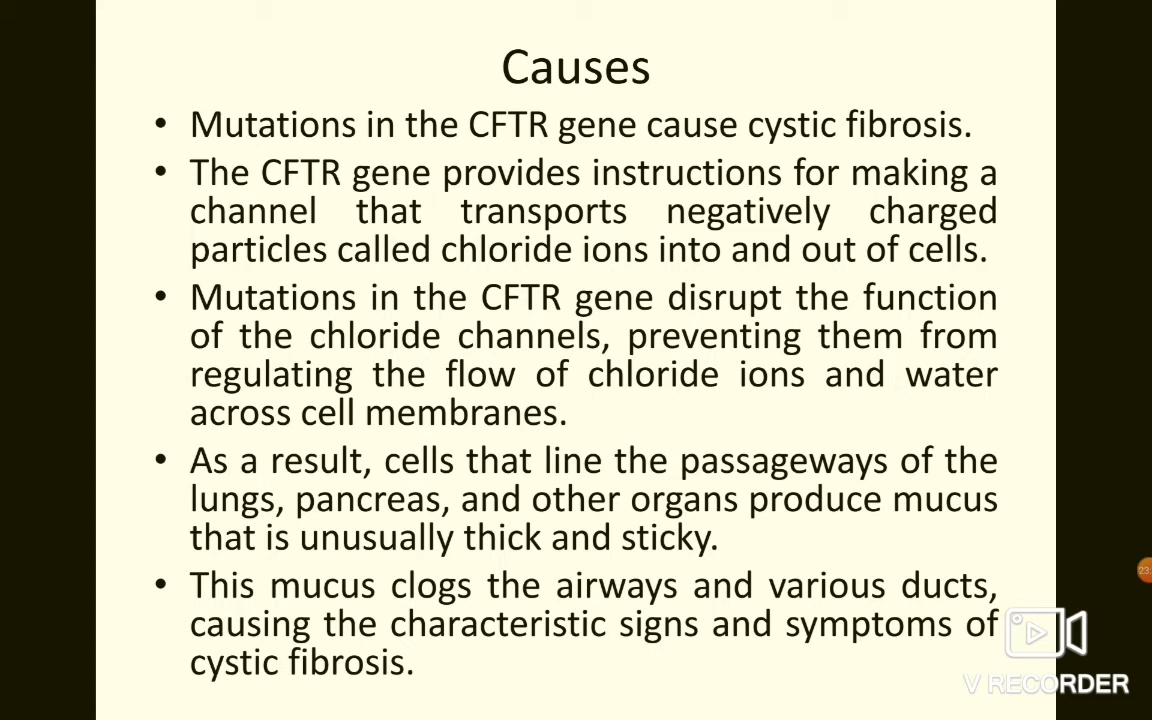 Causes
• Mutations in the CFTR gene cause cystic fibrosis.
• The CFTR gene provides instructions for making a
channel that transports negatively charged
particles called chloride ions into and out of cells.
• Mutations in the CFTR gene disrupt the function
of the chloride channels, preventing them from
regulating the flow of chloride ions and water
across cell membranes.
• As a result, cells that line the passageways of the
lungs, pancreas, and other organs produce mucus
that is unusually thick and sticky.
• This mucus clogs the airways and various ducts,
causing the characteristic signs and symptoms of
cystic fibrosis.
V RECORDER